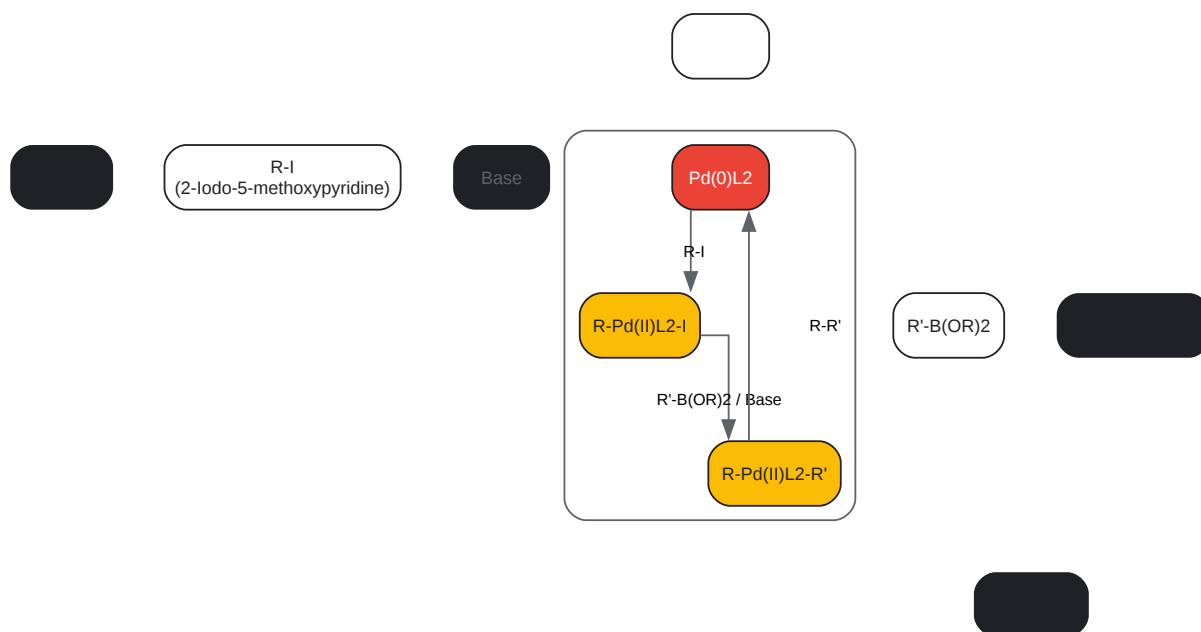 R-I
(2-Iodo-5-methoxypyridine)
Base
Pd(0)L2
R-I
R-Pd(II)L2-I
R-R'
R'-B(OR)2
R'-B(OR)2 / Base
R-Pd(II)L2-R'